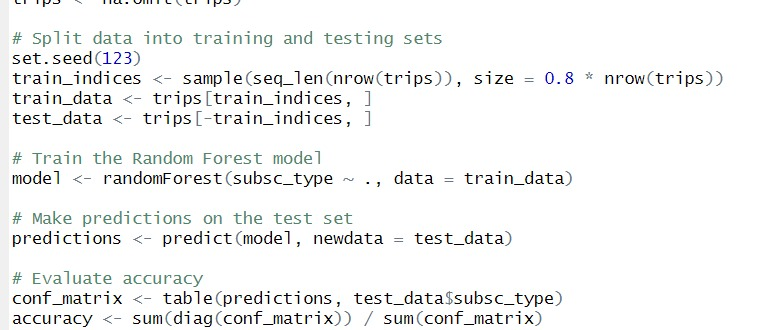 trips < na.omit(trips)
# Split data into training and testing sets
set.seed(123)
train_indices <- sample(seq_len(nrow(trips)), size = 0.8 * nrow(trips))
train_data <- trips[train_indices, ]
test_data <- trips[-train_indices, ]
# Train the Random Forest model
model <- randomForest(subsc_type ~ ., data = train_data)
# Make predictions on the test set
predictions <- predict(model, newdata = test_data)
# Evaluate accuracy
conf_matrix <- table(predictions, test_data$subsc_type)
accuracy <- sum(diag(conf_matrix)) / sum(conf_matrix)